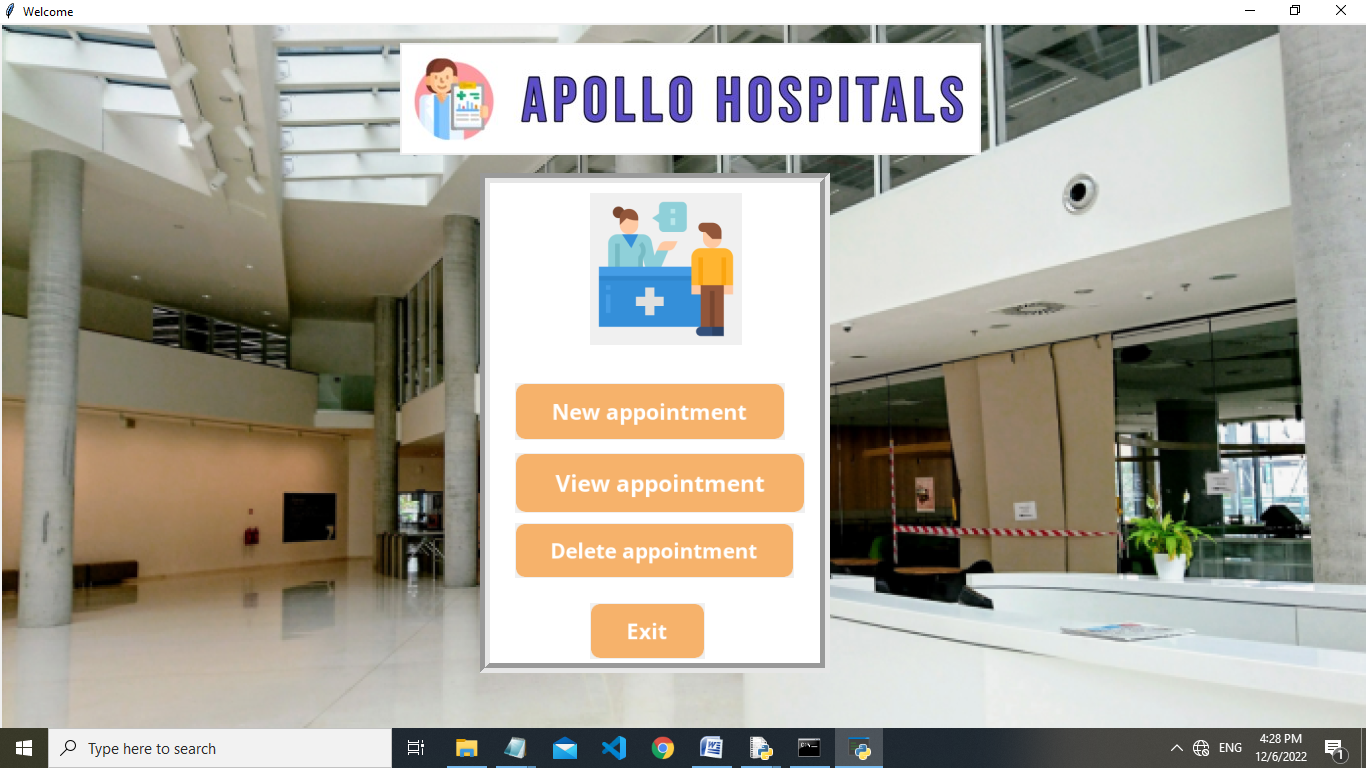 Welcome
APOLLO HOSPITALS
New appointment
View appointment
Delete appointment
Exit
Type here to search
ENG
4:28 PM
12/6/2022
1